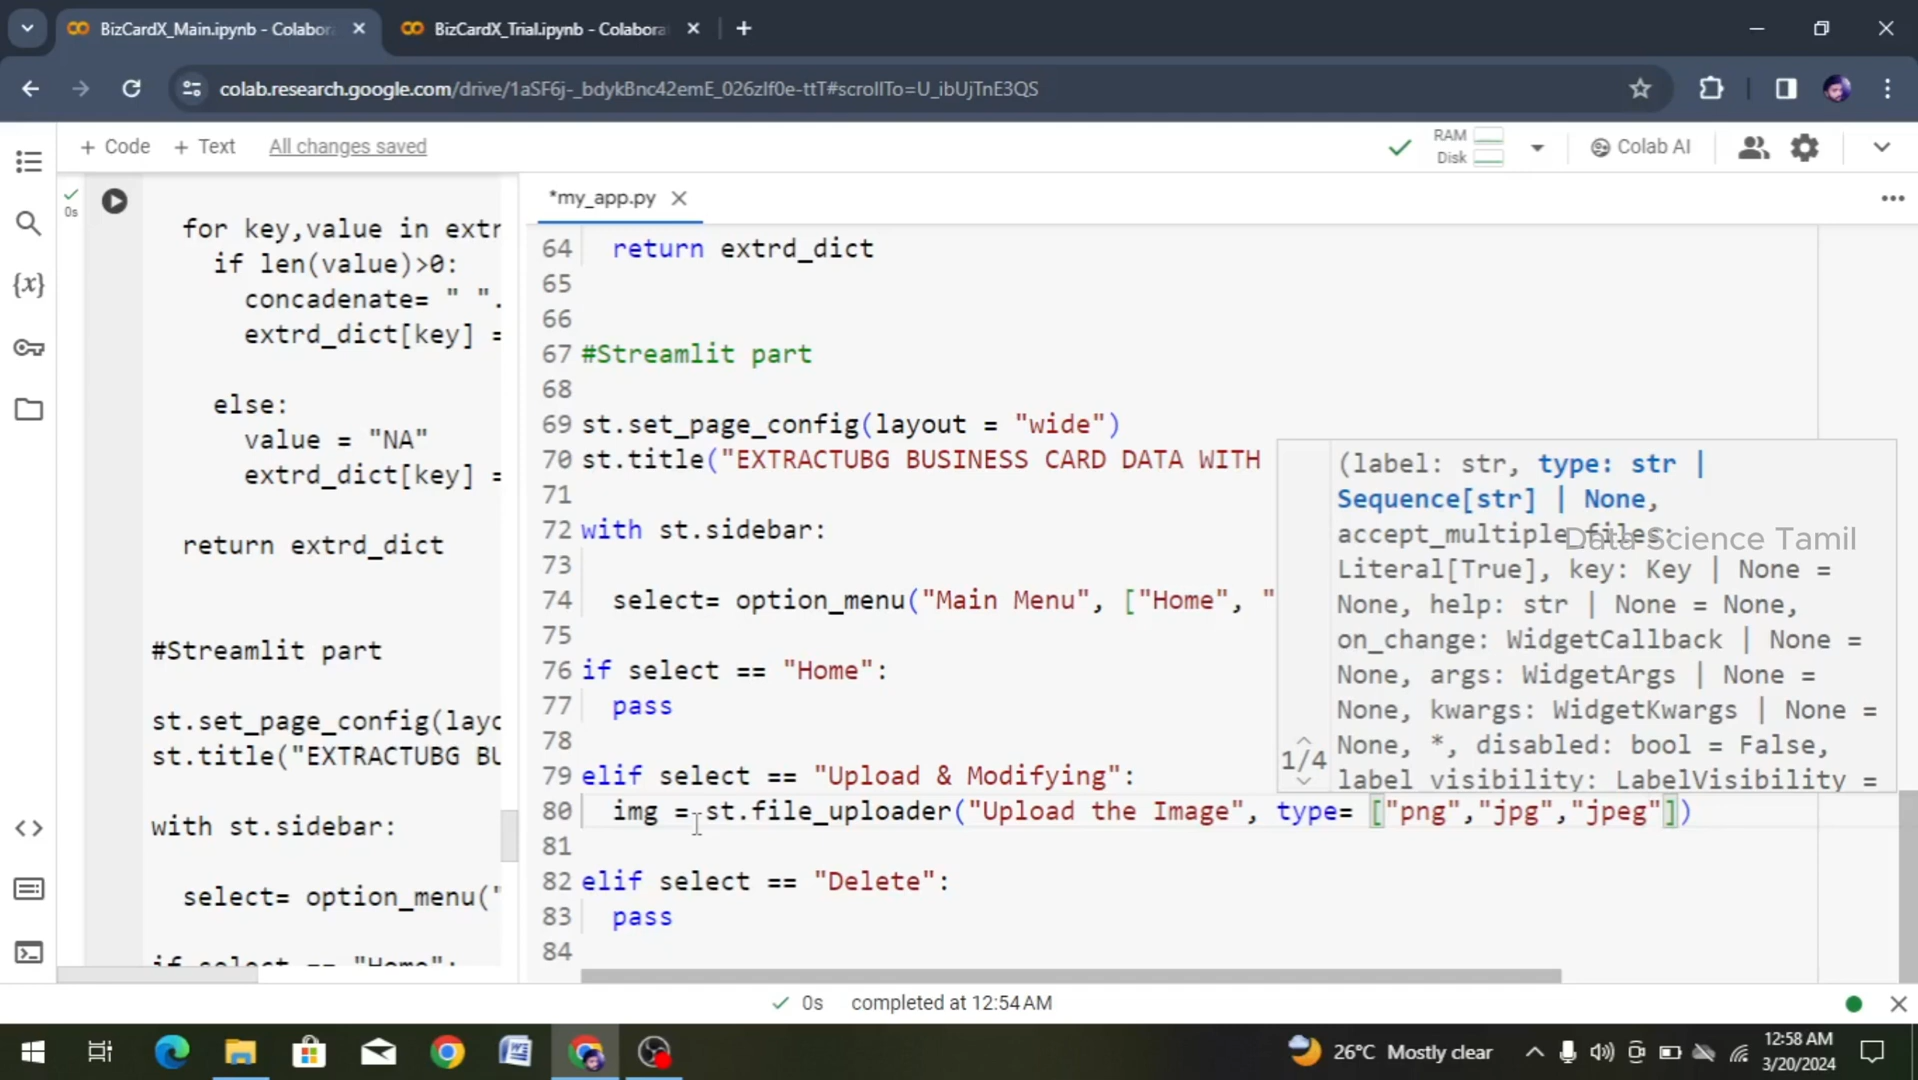 BizCardX_Main.ipynb - Colabor
BizCardX_Trial.ipynb - Colabora
colab.research.google.com/drive/1aSF6j-_bdykBnc42emE_026zIf0e-ttT#scrollTo=U_ibUjTnE3QS
+ Code + Text All changes saved
RAM
Disk
Colab AI
0s
for key,value in extr
if len(value)>0:
concadenate= " ".
extrd_dict[key] =
else:
value = "NA"
extrd_dict[key] =
return extrd_dict
#Streamlit part
st.set_page_config(layo
st.title("EXTRACTUBG BU
with st.sidebar:
select= option_menu("
if select == "Home":
*my_app.py
64 return extrd_dict
65
66
67 #Streamlit part
68
69 st.set_page_config(layout = "wide")
70 st.title("EXTRACTUBG BUSINESS CARD DATA WITH
71
72 with st.sidebar:
73
74 select= option_menu("Main Menu", ["Home", "
75
76 if select == "Home":
77 pass
78
79 elif select == "Upload & Modifying":
80 img = st.file_uploader("Upload the Image", type= ["png","jpg","jpeg"])
81
82 elif select == "Delete":
83 pass
84
(label: str, type: str |
Sequence[str] | None,
accept_multiple_files:
Literal[True], key: Key | None =
None, help: str | None = None,
on_change: WidgetCallback | None =
None, args: WidgetArgs | None =
None, kwargs: WidgetKwargs | None =
None, *, disabled: bool = False,
label_visibility: LabelVisibility =
1/4
Data Science Tamil
0s completed at 12:54 AM
26°C Mostly clear
12:58 AM
3/20/2024